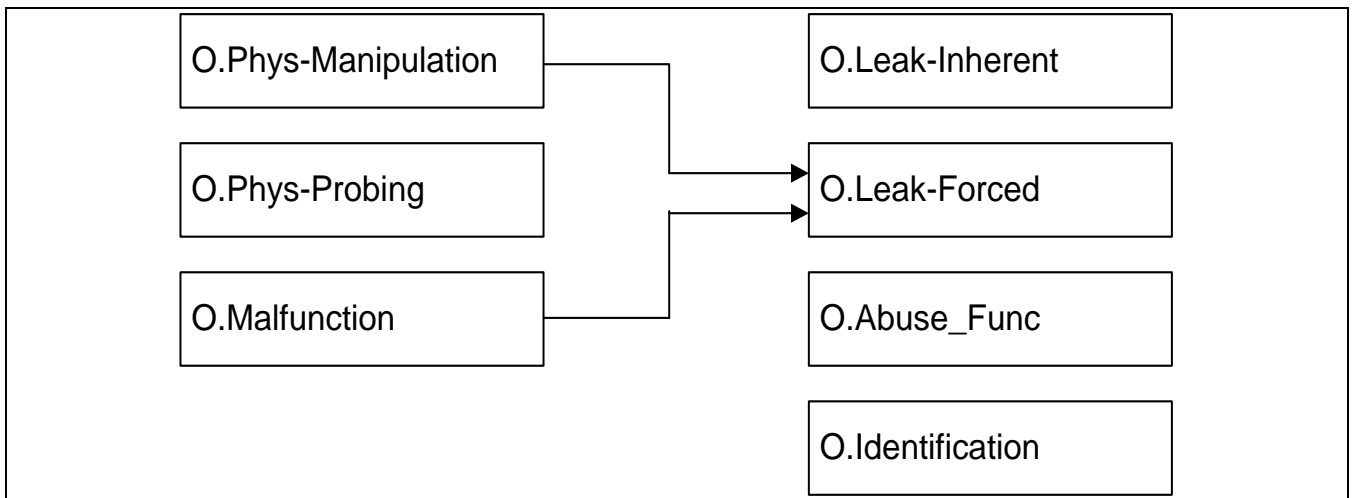 O.Phys-Manipulation
O.Leak-Inherent
O.Phys-Probing
O.Leak-Forced
O.Malfunction
O.Abuse_Func
O.Identification